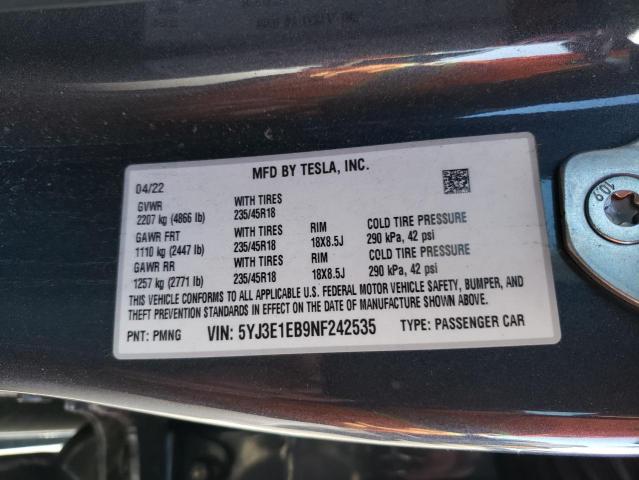 MFD BY TESLA, INC.
04/22
GVWR WITH TIRES
2207 kg (4866 lb) 235/45R18
GAWR FRT WITH TIRES RIM COLD TIRE PRESSURE
1110 kg (2447 lb) 235/45R18 18X8.5J 290 kPa, 42 psi
GAWR RR WITH TIRES RIM COLD TIRE PRESSURE
1257 kg (2771 lb) 235/45R18 18X8.5J 290 kPa, 42 psi
THIS VEHICLE CONFORMS TO ALL APPLICABLE U.S. FEDERAL MOTOR VEHICLE SAFETY, BUMPER, AND
THEFT PREVENTION STANDARDS IN EFFECT ON THE DATE OF MANUFACTURE SHOWN ABOVE.
PNT: PMNG VIN: 5YJ3E1EB9NF242535 TYPE: PASSENGER CAR
109